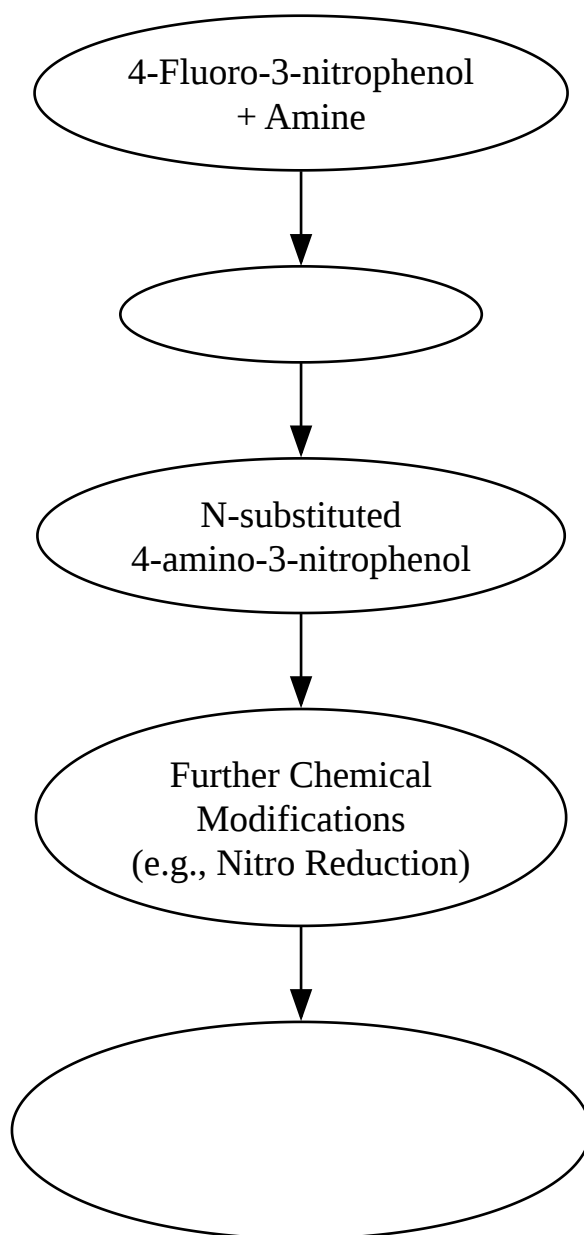 4-Fluoro-3-nitrophenol
+ Amine
N-substituted
4-amino-3-nitrophenol
Further Chemical
Modifications
(e.g., Nitro Reduction)